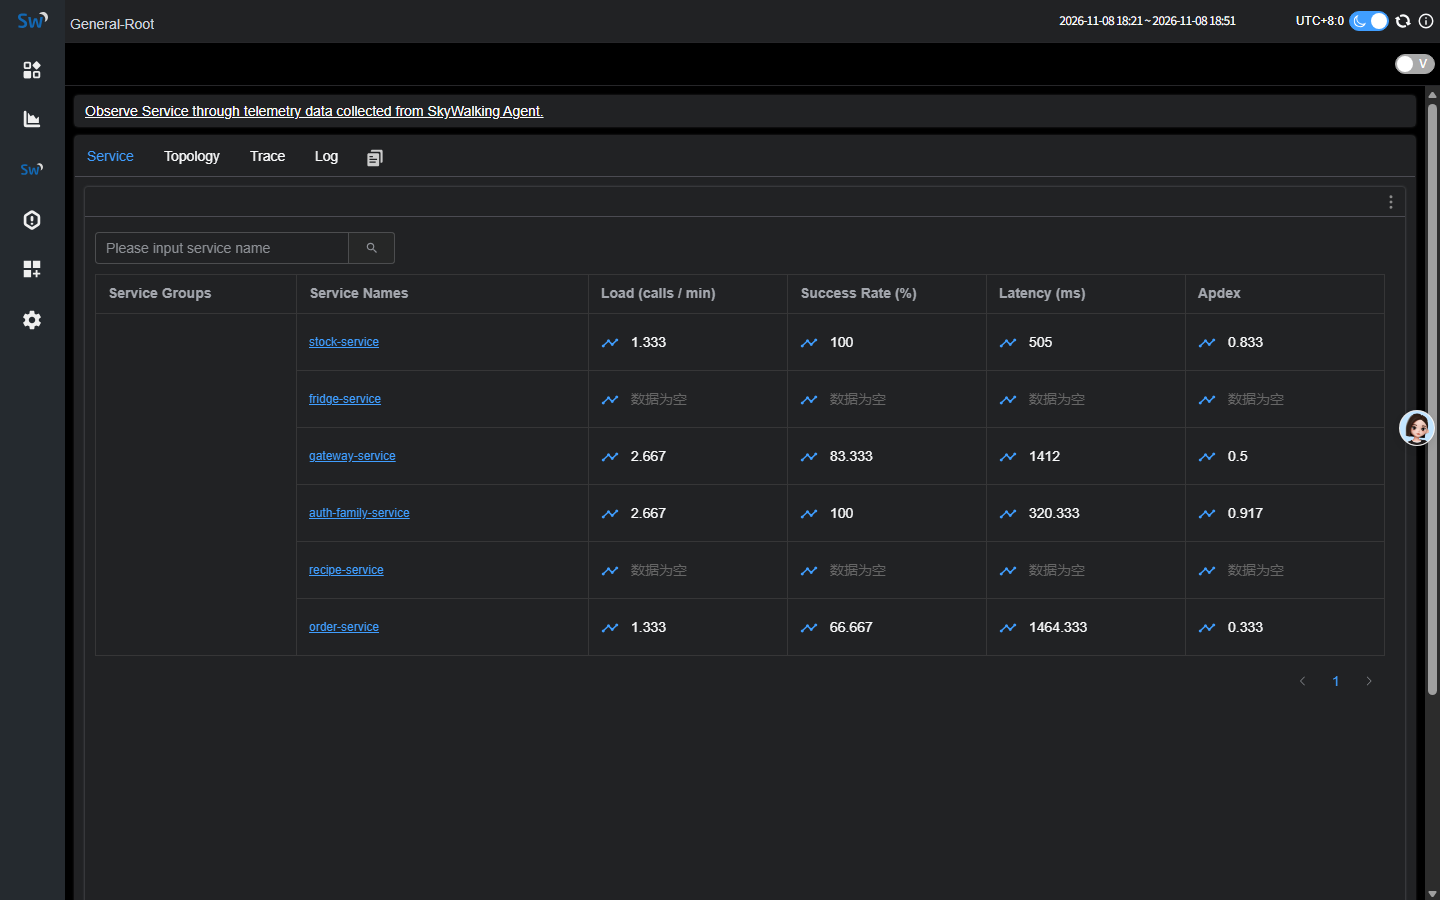 Sw
General-Root
2026-11-08 18:21 ~ 2026-11-08 18:51
UTC+8:0
V
Observe Service through telemetry data collected from SkyWalking Agent.
Sw
Service Topology Trace Log
Please input service name
Service Groups Service Names Load (calls / min) Success Rate (%) Latency (ms) Apdex
stock-service 1.333 100 505 0.833
fridge-service 数据为空 数据为空 数据为空 数据为空
gateway-service 2.667 83.333 1412 0.5
auth-family-service 2.667 100 320.333 0.917
recipe-service 数据为空 数据为空 数据为空 数据为空
order-service 1.333 66.667 1464.333 0.333
1